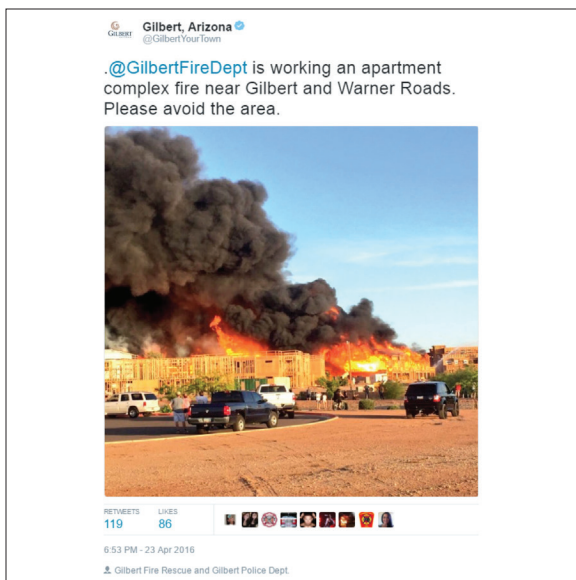 GILBERT
Gilbert, Arizona
@GilbertYourTown
.@GilbertFireDept is working an apartment
complex fire near Gilbert and Warner Roads.
Please avoid the area.
RETWEETS LIKES
119 86
6:53 PM - 23 Apr 2016
Gilbert Fire Rescue and Gilbert Police Dept.